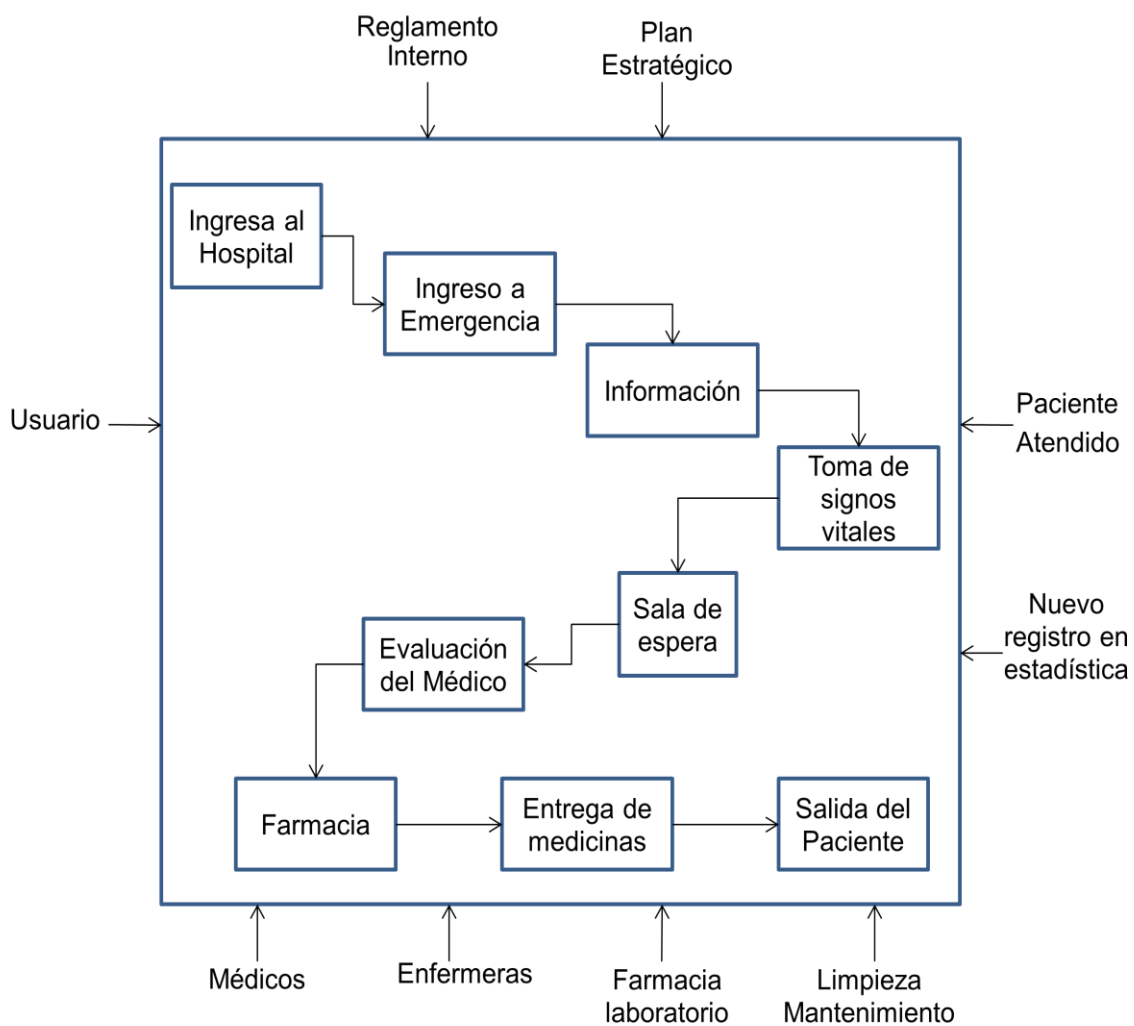 Reglamento
Interno
Plan
Estratégico
Ingresa al
Hospital
Ingreso a
Emergencia
Información
Usuario
Paciente
Atendido
Toma de
signos
vitales
Sala de
espera
Nuevo
registro en
estadística
Evaluación
del Médico
Farmacia
Entrega de
medicinas
Salida del
Paciente
Médicos
Enfermeras
Farmacia
laboratorio
Limpieza
Mantenimiento